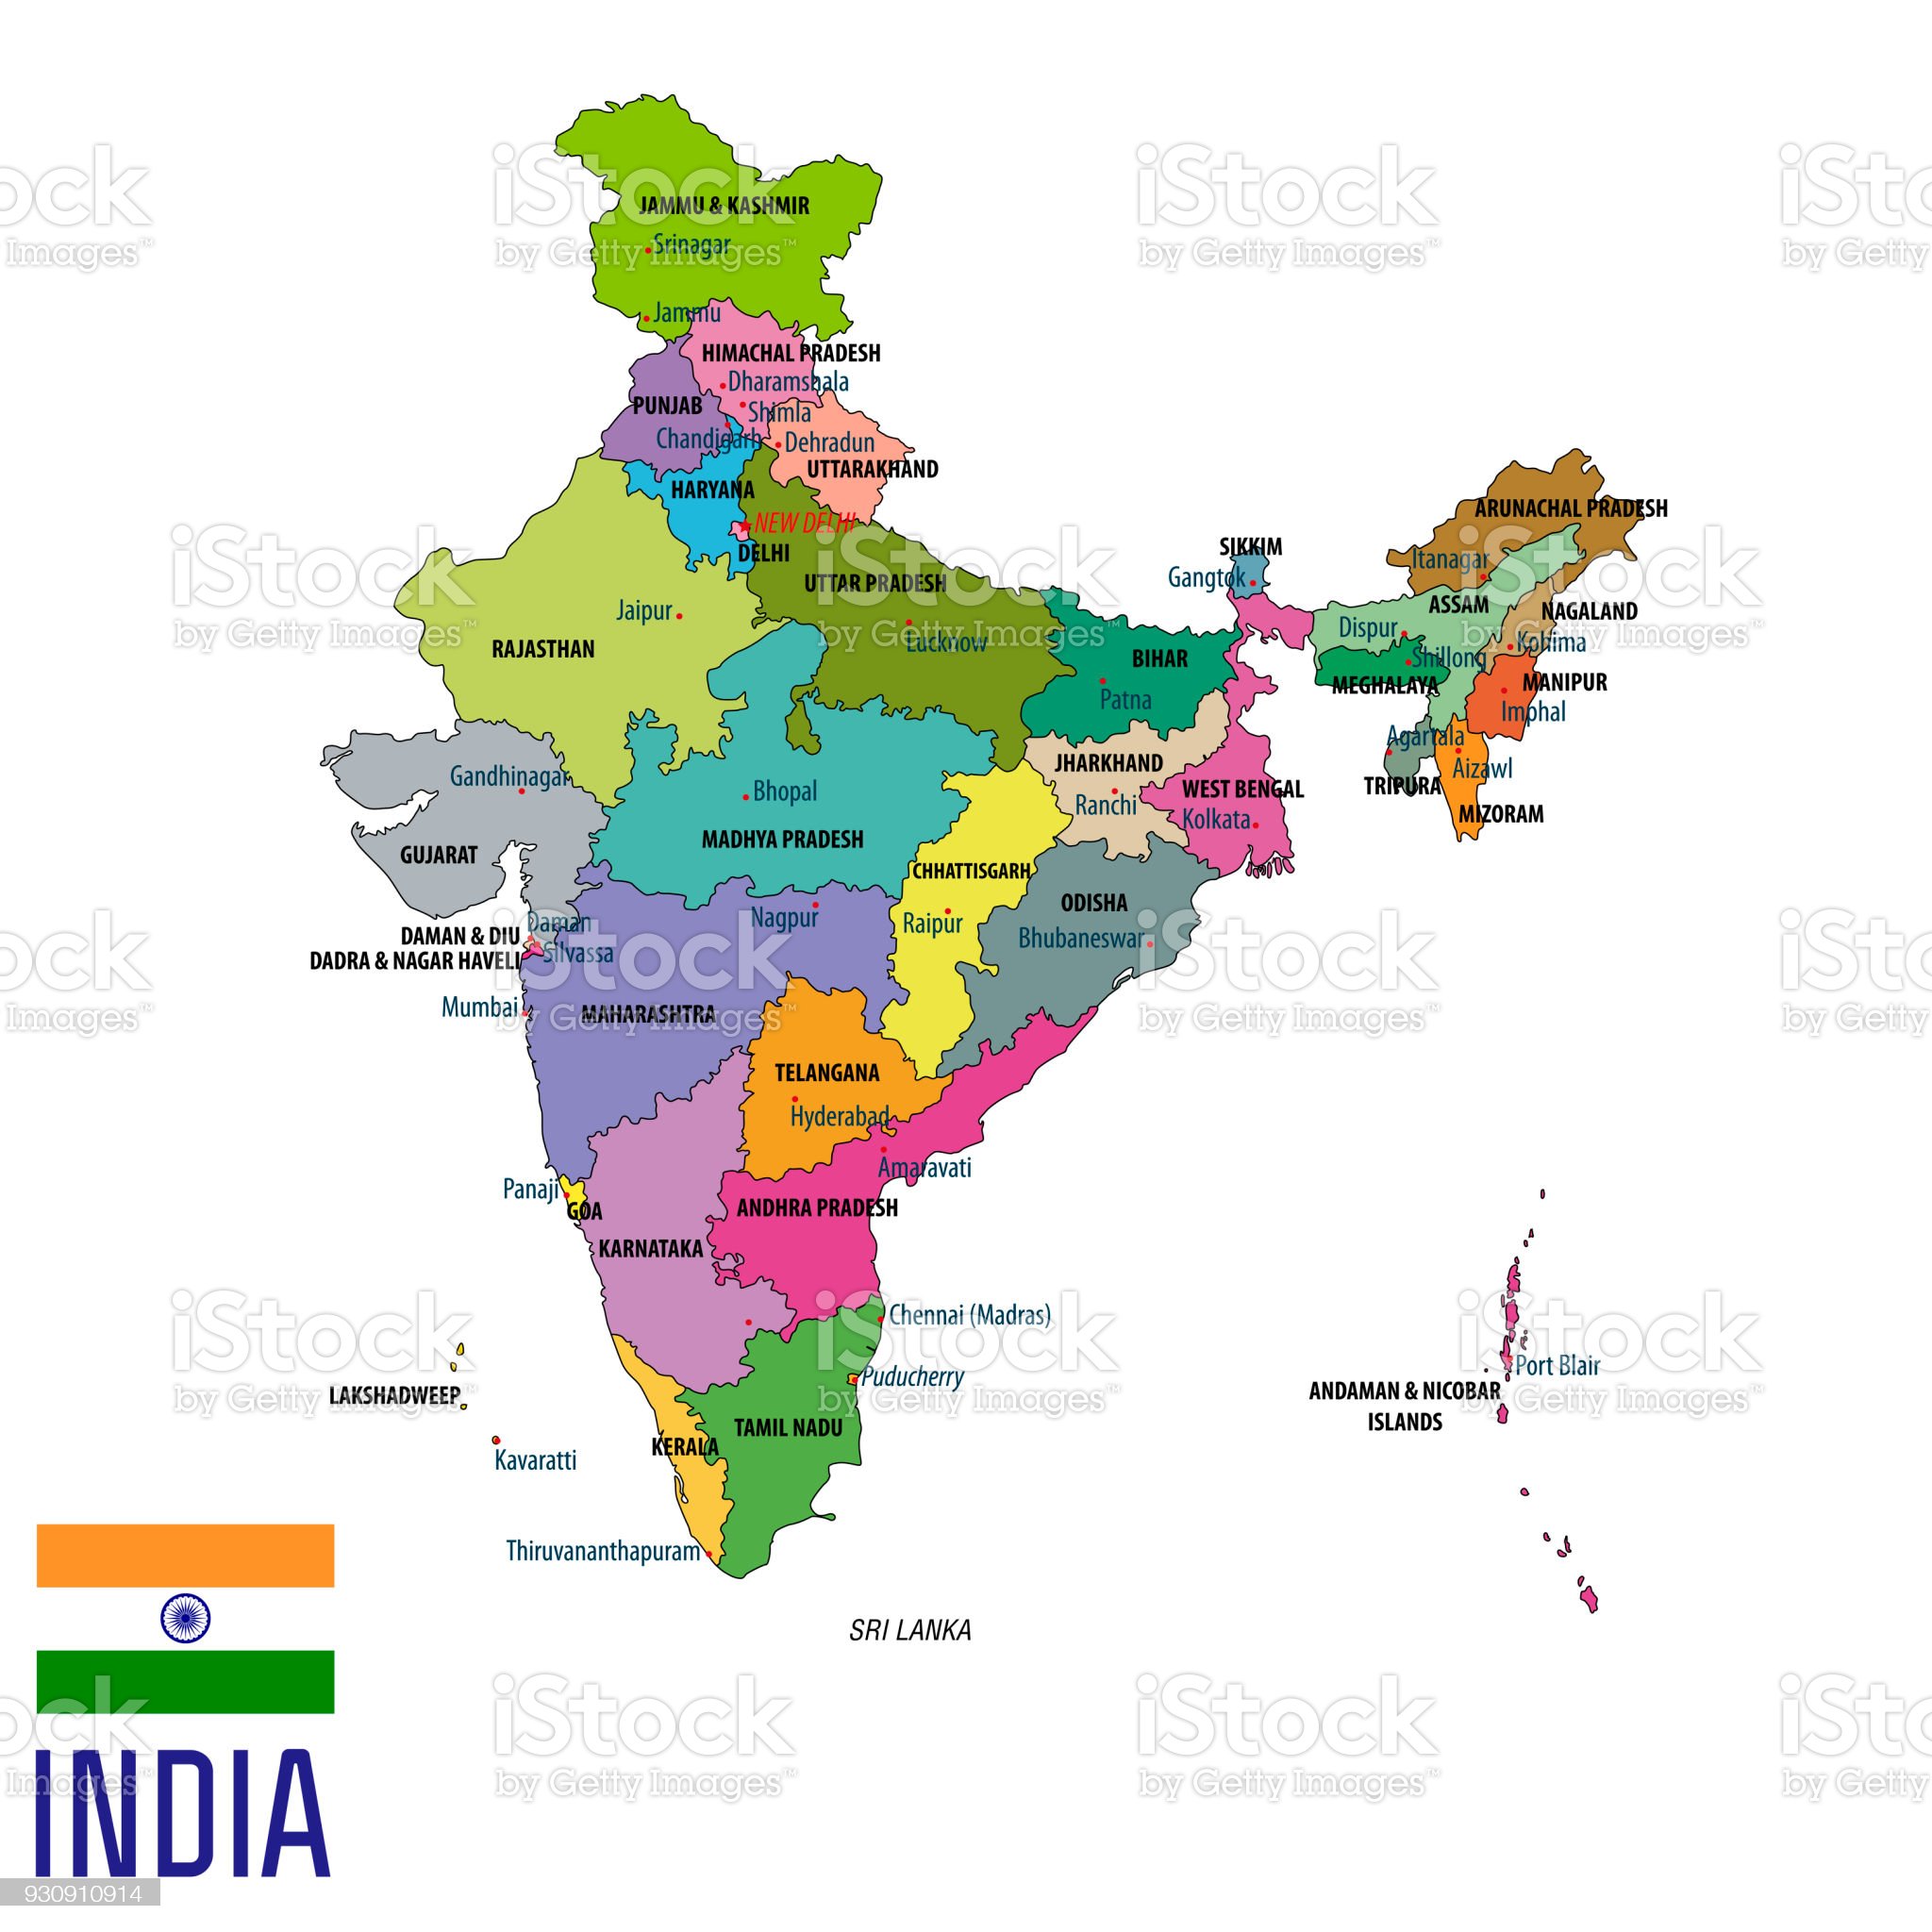 JAMMU & KASHMIR
Srinagar
Jammu
HIMACHAL PRADESH
Dharamshala
PUNJAB
Shimla
Chandigarh
Dehradun
UTTARAKHAND
HARYANA
NEW DELHI
DELHI
UTTAR PRADESH
Lucknow
Jaipur
RAJASTHAN
SIKKIM
Gangtok
ARUNACHAL PRADESH
Itanagar
ASSAM
NAGALAND
Dispur
Kohima
Shillong
MEGHALAYA
MANIPUR
Imphal
Agartala
Aizawl
TRIPURA
MIZORAM
BIHAR
Patna
JHARKHAND
Ranchi
WEST BENGAL
Kolkata
Gandhinagar
GUJARAT
Bhopal
MADHYA PRADESH
CHHATTISGARH
Raipur
ODISHA
Bhubaneswar
Nagpur
Daman
DAMAN & DIU
Silvassa
DADRA & NAGAR HAVELI
Mumbai
MAHARASHTRA
TELANGANA
Hyderabad
Amaravati
ANDHRA PRADESH
Panaji
GOA
KARNATAKA
Chennai (Madras)
Puducherry
TAMIL NADU
KERALA
LAKSHADWEEP
Kavaratti
Thiruvananthapuram
Port Blair
ANDAMAN & NICOBAR
ISLANDS
SRI LANKA
INDIA
930910914
iStock
by Getty Images™